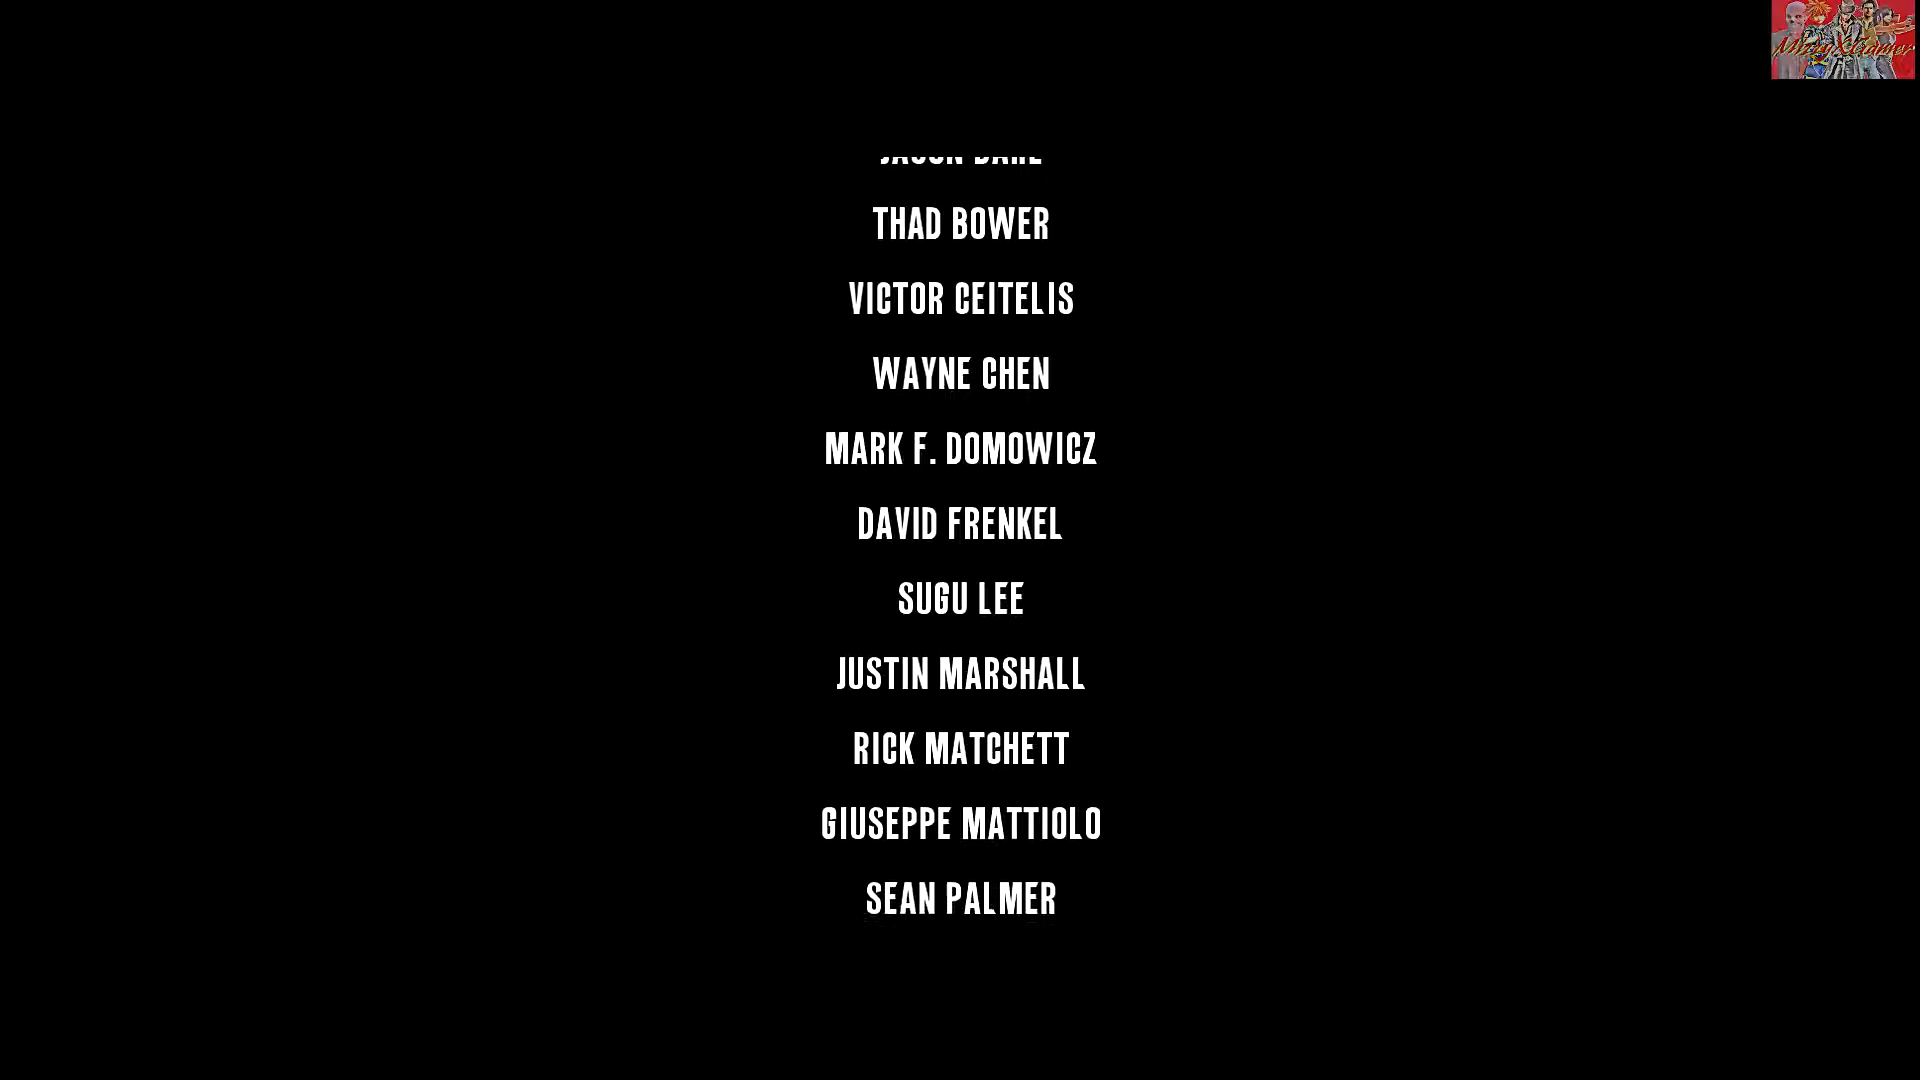 THAD BOWER
VICTOR CEITELIS
WAYNE CHEN
MARK F. DOMOWICZ
DAVID FRENKEL
SUGU LEE
JUSTIN MARSHALL
RICK MATCHETT
GIUSEPPE MATTIOLO
SEAN PALMER